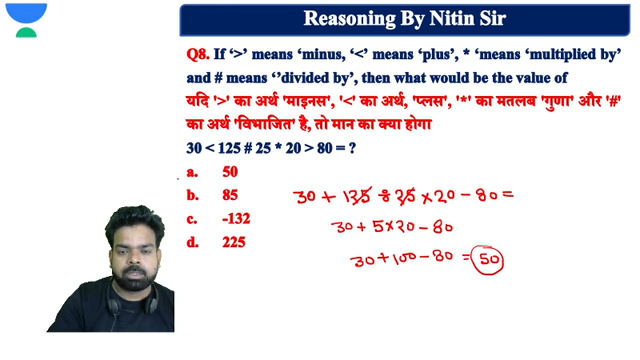 Reasoning By Nitin Sir
Q8. If ‘>’ means ‘minus, ‘<’ means ‘plus’, * ‘means ‘multiplied by’
and # means ‘’divided by’, then what would be the value of
यदि '>' का अर्थ 'माइनस', '<' का अर्थ, 'प्लस', '*' का मतलब 'गुणा' और '#'
का अर्थ 'विभाजित' है, तो मान का क्या होगा
30 < 125 # 25 * 20 > 80 = ?
a. 50
b. 85
c. -132
d. 225
30 + 125 ÷ 25 × 20 - 80 =
30 + 5 × 20 - 80
30 + 100 - 80 = 50